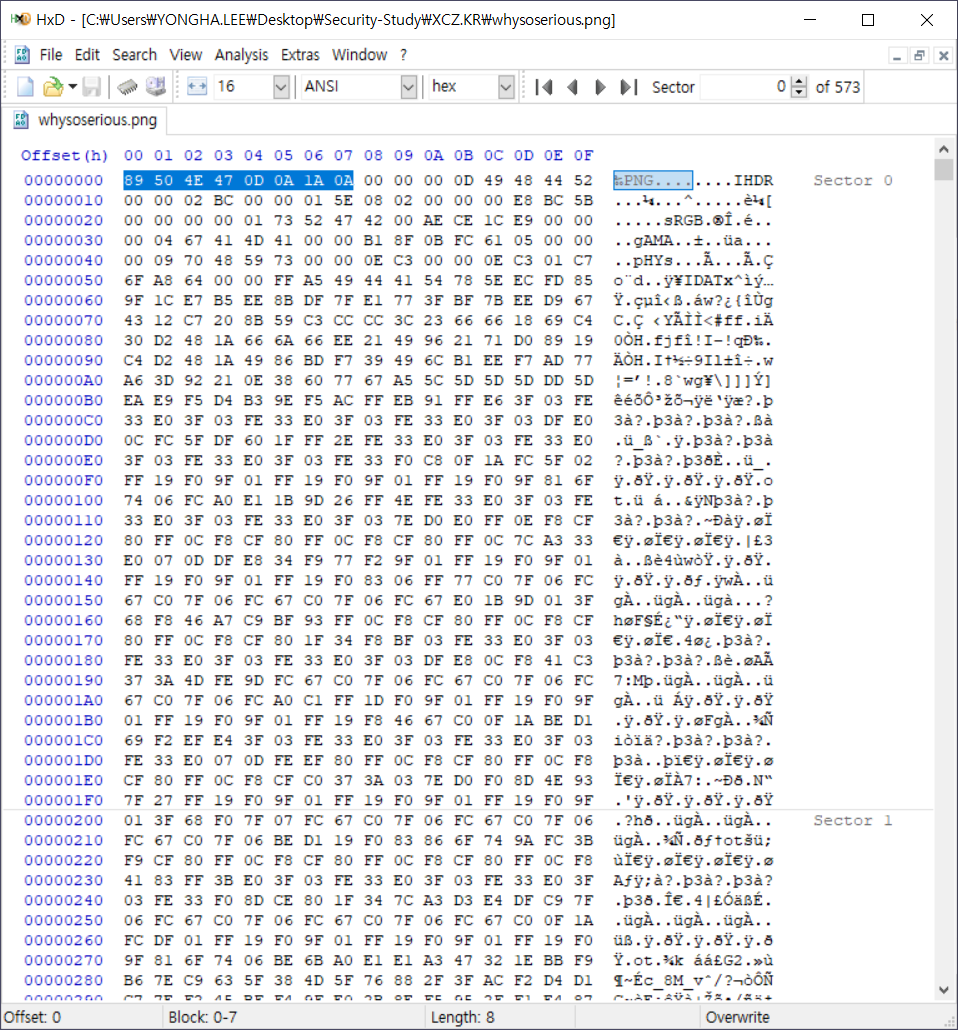 HxD - [C:₩Users₩YONGHA.LEE₩Desktop₩Security-Study₩XCZ.KR₩whysoserious.png]
File Edit Search View Analysis Extras Window ?
16 ANSI hex Sector 0 of 573
whysoserious.png
Offset(h) 00 01 02 03 04 05 06 07 08 09 0A 0B 0C 0D 0E 0F
00000000 89 50 4E 47 0D 0A 1A 0A 00 00 00 0D 49 48 44 52 ‰PNG........IHDR Sector 0
00000010 00 00 02 BC 00 00 01 5E 08 02 00 00 00 E8 BC 5B ...¼...^.....è¼[
00000020 00 00 00 01 73 52 47 42 00 AE CE 1C E9 00 00 .....sRGB.®Î.é..
00000030 00 04 67 41 4D 41 00 00 B1 8F 0B FC 61 05 00 00 ..gAMA..±..üa...
00000040 00 09 70 48 59 73 00 00 0E C3 00 00 0E C3 01 C7 ..pHYs...Ã...Ã.Ç
00000050 6F A8 64 00 00 FF A5 49 44 41 54 78 5E EC FD 85 o¨d..ÿ¥IDATx^ìý…
00000060 9F 1C E7 B5 EE 8B DF 7F E1 77 3F BF 7B EE D9 67 Ÿ.çµî‹ß.áw?¿{îÙg
00000070 43 12 C7 20 8B 59 C3 CC CC 3C 23 66 66 18 69 C4 C.Ç ‹YÃÌÌ<#ff.iÄ
00000080 30 D2 48 1A 66 6A 66 EE 21 49 96 21 71 D0 89 19 0ÒH.fjfî!I–!qÐ‰.
00000090 C4 D2 48 1A 49 86 BD F7 39 49 6C B1 EE F7 AD 77 ÄÒH.I†½÷9Il±î÷.w
000000A0 A6 3D 92 21 0E 38 60 77 67 A5 5C 5D 5D 5D DD 5D ¦=’!.8`wg¥\]]]Ý]
000000B0 EA E9 F5 D4 B3 9E F5 AC FF EB 91 FF E6 3F 03 FE êéõÔ³žõ¬ÿë‘ÿæ?.þ
000000C0 33 E0 3F 03 FE 33 E0 3F 03 FE 33 E0 3F 03 DF E0 3à?.þ3à?.þ3à?.ßà
000000D0 0C FC 5F DF 60 1F FF 2E FE 33 E0 3F 03 FE 33 E0 .ü_ß`.ÿ.þ3à?.þ3à
000000E0 3F 03 FE 33 E0 3F 03 FE 33 F0 C8 0F 1A FC 5F 02 ?.þ3à?.þ3ðÈ..ü_.
000000F0 FF 19 F0 9F 01 FF 19 F0 9F 01 FF 19 F0 9F 81 6F ÿ.ðŸ.ÿ.ðŸ.ÿ.ðŸ.o
00000100 74 06 FC A0 E1 1B 9D 26 FF 4E FE 33 E0 3F 03 FE t.ü á..&ÿNþ3à?.þ
00000110 33 E0 3F 03 FE 33 E0 3F 03 7E D0 E0 FF 0E F8 CF 3à?.þ3à?.~Ðàÿ.øÏ
00000120 80 FF 0C F8 CF 80 FF 0C F8 CF 80 FF 0C 7C A3 33 €ÿ.øÏ€ÿ.øÏ€ÿ.|£3
00000130 E0 07 0D DF E8 34 F9 77 F2 9F 01 FF 19 F0 9F 01 à..ßè4ùwòŸ.ÿ.ðŸ.
00000140 FF 19 F0 9F 01 FF 19 F0 83 06 FF 77 C0 7F 06 FC ÿ.ðŸ.ÿ.ðƒ.ÿwÀ..ü
00000150 67 C0 7F 06 FC 67 C0 7F 06 FC 67 E0 1B 9D 01 3F gÀ..ügÀ..ügà...?
00000160 68 F8 46 A7 C9 BF 93 FF 0C F8 CF 80 FF 0C F8 CF høF§É¿“ÿ.øÏ€ÿ.øÏ
00000170 80 FF 0C F8 CF 80 1F 34 F8 BF 03 FE 33 E0 3F 03 €ÿ.øÏ€.4ø¿.þ3à?.
00000180 FE 33 E0 3F 03 FE 33 E0 3F 03 DF E8 0C F8 41 C3 þ3à?.þ3à?.ßè.øAÃ
00000190 37 3A 4D FE 9D FC 67 C0 7F 06 FC 67 C0 7F 06 FC 7:Mþ.ügÀ..ügÀ..ü
000001A0 67 C0 7F 06 FC A0 C1 FF 1D F0 9F 01 FF 19 F0 9F gÀ..ü Áÿ.ðŸ.ÿ.ðŸ
000001B0 01 FF 19 F0 9F 01 FF 19 F8 46 67 C0 0F 1A BE D1 .ÿ.ðŸ.ÿ.øFgÀ..¾Ñ
000001C0 69 F2 EF E4 3F 03 FE 33 E0 3F 03 FE 33 E0 3F 03 iòïä?.þ3à?.þ3à?.
000001D0 FE 33 E0 07 0D FE EF 80 FF 0C F8 CF 80 FF 0C F8 þ3à..þï€ÿ.øÏ€ÿ.ø
000001E0 CF 80 FF 0C F8 CF C0 37 3A 03 7E D0 F0 8D 4E 93 Ï€ÿ.øÏÀ7:.~Ðð.N“
000001F0 7F 27 FF 19 F0 9F 01 FF 19 F0 9F 01 FF 19 F0 9F .'ÿ.ðŸ.ÿ.ðŸ.ÿ.ðŸ
00000200 01 3F 68 F0 7F 07 FC 67 C0 7F 06 FC 67 C0 7F 06 .?hð..ügÀ..ügÀ.. Sector 1
00000210 FC 67 C0 7F 06 BE D1 19 F0 83 86 6F 74 9A FC 3B ügÀ..¾Ñ.ðƒ†otšü;
00000220 F9 CF 80 FF 0C F8 CF 80 FF 0C F8 CF 80 FF 0C F8 ùÏ€ÿ.øÏ€ÿ.øÏ€ÿ.ø
00000230 41 83 FF 3B E0 3F 03 FE 33 E0 3F 03 FE 33 E0 3F Aƒÿ;à?.þ3à?.þ3à?
00000240 03 FE 33 F0 8D CE 80 1F 34 7C A3 D3 E4 DF C9 7F .þ3ð.Î€.4|£ÓäßÉ.
00000250 06 FC 67 C0 7F 06 FC 67 C0 7F 06 FC 67 C0 0F 1A .ügÀ..ügÀ..ügÀ..
00000260 FC DF 01 FF 19 F0 9F 01 FF 19 F0 9F 01 FF 19 F0 üß.ÿ.ðŸ.ÿ.ðŸ.ÿ.ð
00000270 9F 81 6F 74 06 BE 6B A0 E1 E1 A3 47 32 1E BB F9 Ÿ.ot.¾k áá£G2.»ù
00000280 B6 7E C9 63 5F 38 4D 5F 76 88 2F 3F AC F2 D4 D1 ¶~Éc_8M_vˆ/?¬òÔÑ
Offset: 0 Block: 0-7 Length: 8 Overwrite